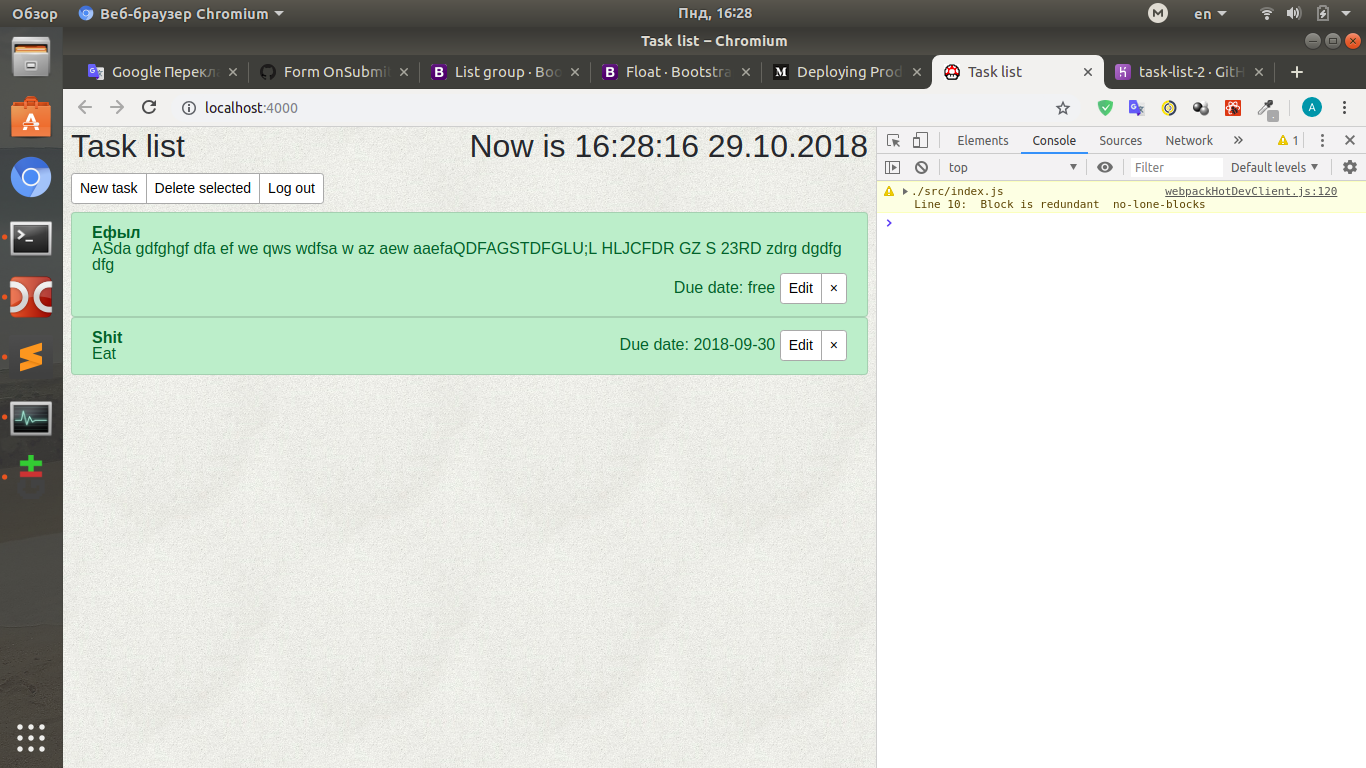 Обзор Веб-браузер Chromium Пнд, 16:28 en
Task list – Chromium
Google Перекл Form OnSubmi List group · Boo Float · Bootstra Deploying Prod Task list task-list-2 · GitH
localhost:4000
Task list Now is 16:28:16 29.10.2018
New task Delete selected Log out
Ефыл
ASda gdfghgf dfa ef we qws wdfsa w az aew aaefaQDFAGSTDFGLU;L HLJCFDR GZ S 23RD zdrg dgdfg
dfg
Due date: free Edit ×
Shit
Eat
Due date: 2018-09-30 Edit ×
Elements Console Sources Network » 1
top Filter Default levels
./src/index.js webpackHotDevClient.js:120
Line 10: Block is redundant no-lone-blocks